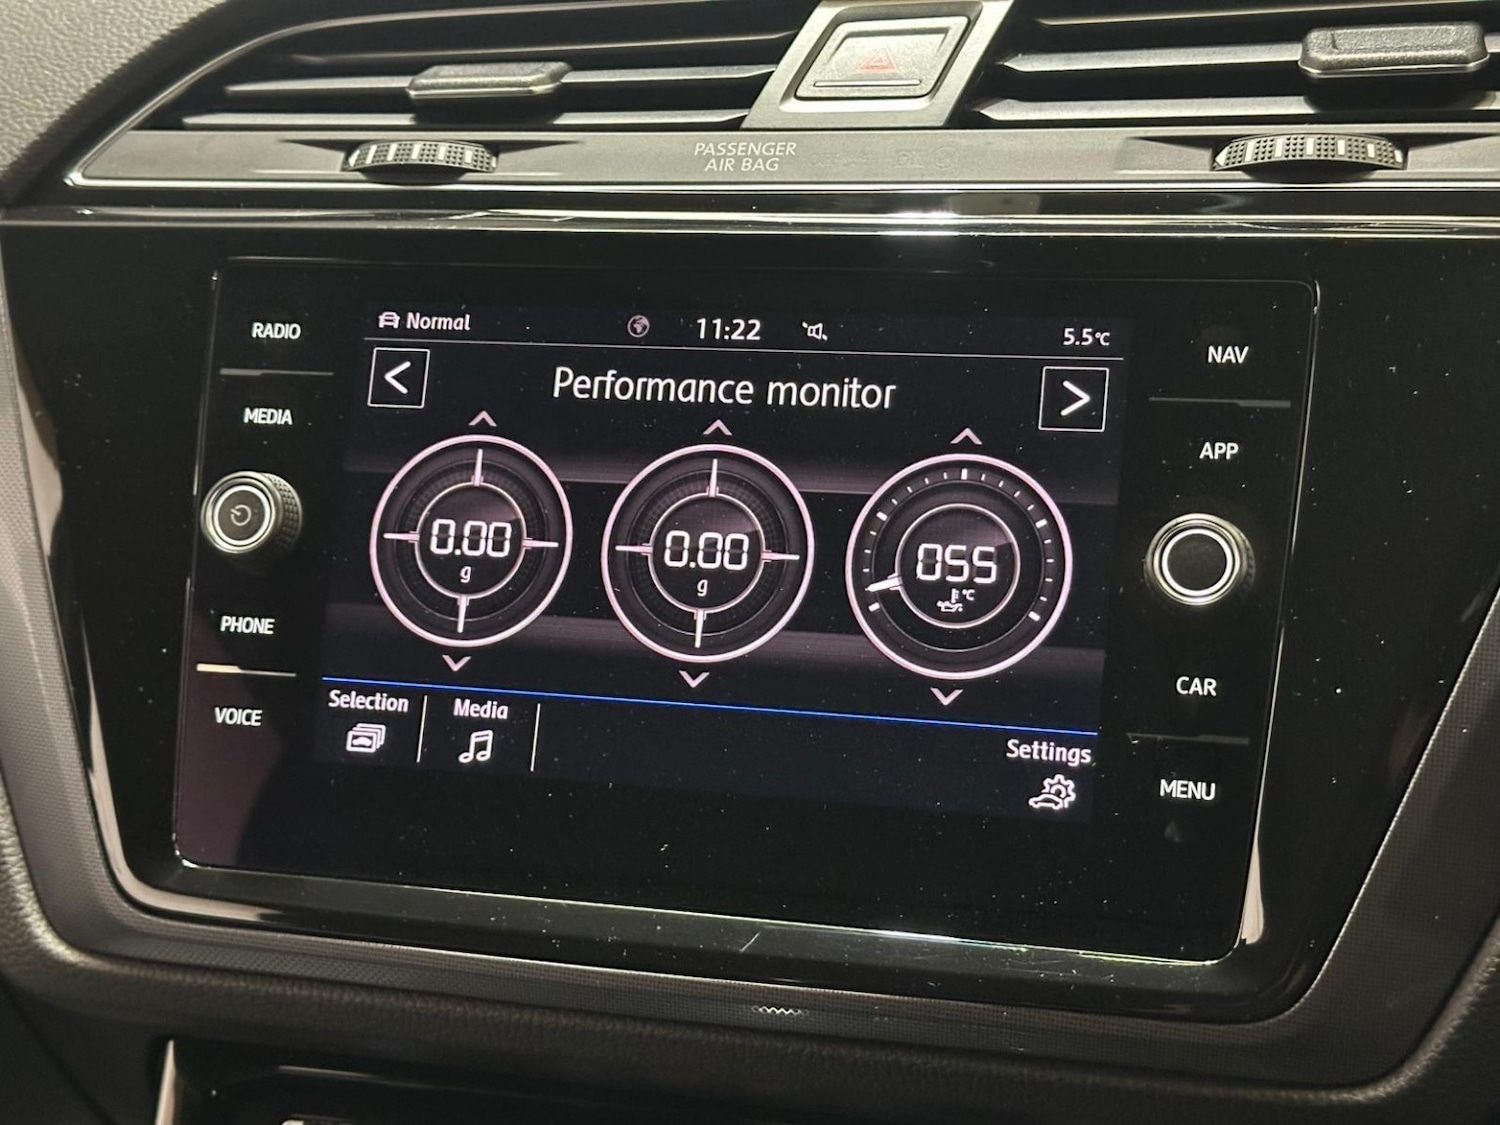 PASSENGER
AIR BAG
RADIO
MEDIA
PHONE
VOICE
Normal
11:22
5.5°C
<
Performance monitor
>
0.00
g
0.00
g
055
°C
Selection
Media
Settings
NAV
APP
CAR
MENU